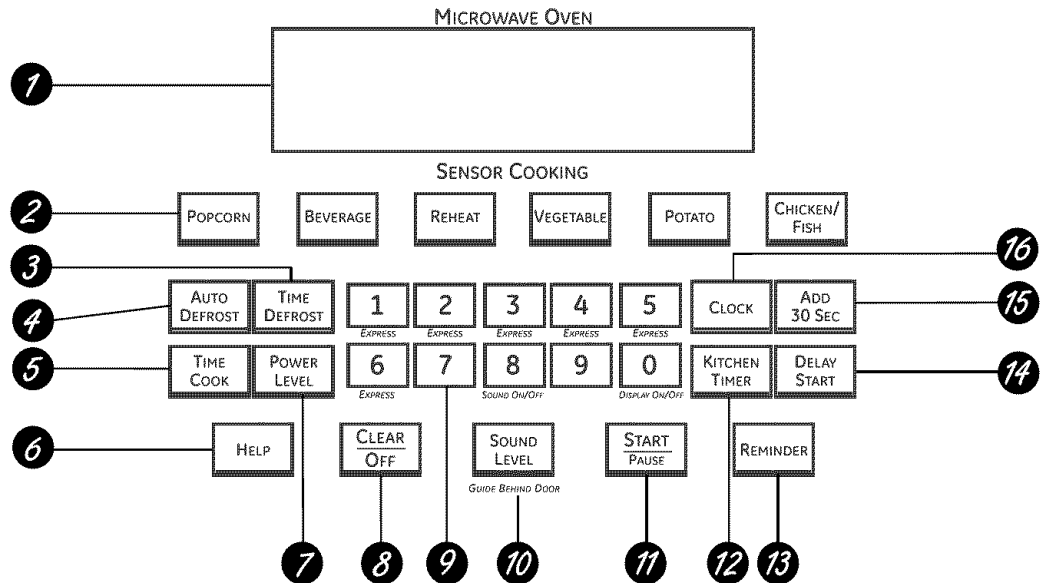 Microwave Oven
1
Sensor Cooking
2 Popcorn Beverage Reheat Vegetable Potato Chicken/
Fish
3 16
4 Auto
Defrost Time
Defrost 1 2 3 4 5 Clock Add
30 Sec 15
Express Express Express Express Express
5 Time
Cook Power
Level 6 7 8 9 0 Kitchen
Timer Delay
Start 14
Express Sound On/Off Display On/Off
6 Help Clear
Off Sound
Level Start
Pause Reminder
Guide Behind Door
7 8 9 10 11 12 13